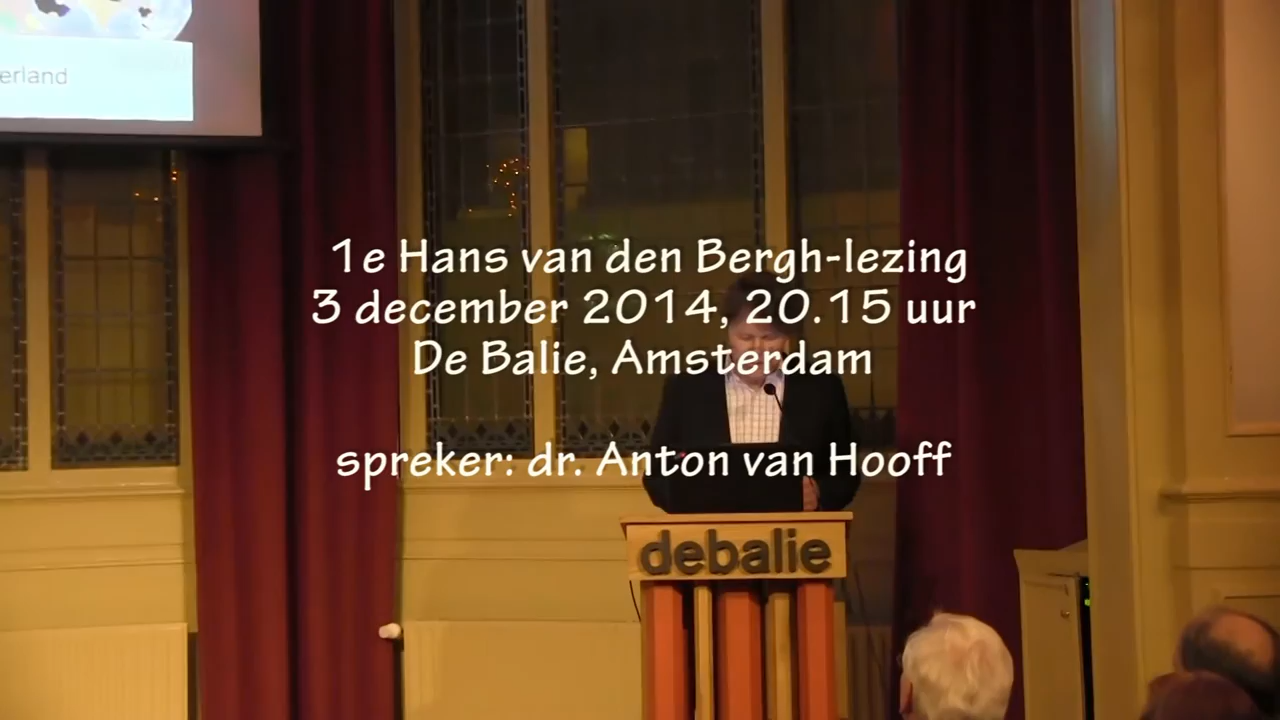 erland
1e Hans van den Bergh-lezing
3 december 2014, 20.15 uur
De Balie, Amsterdam
spreker: dr. Anton van Hooff
debalie